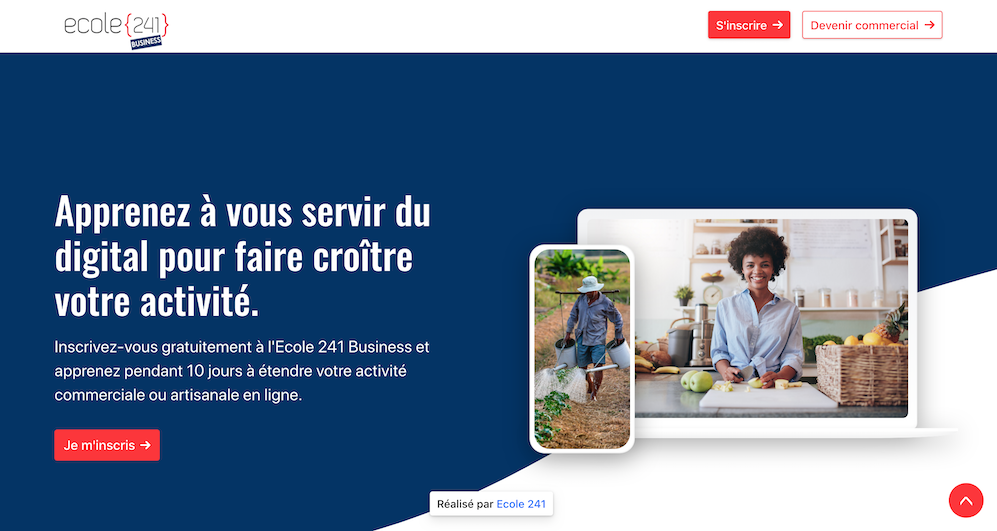 ecole{241}
BUSINESS
S'inscrire
Devenir commercial
Apprenez à vous servir du
digital pour faire croître
votre activité.
Inscrivez-vous gratuitement à l'Ecole 241 Business et
apprenez pendant 10 jours à étendre votre activité
commerciale ou artisanale en ligne.
Je m'inscris
Réalisé par Ecole 241